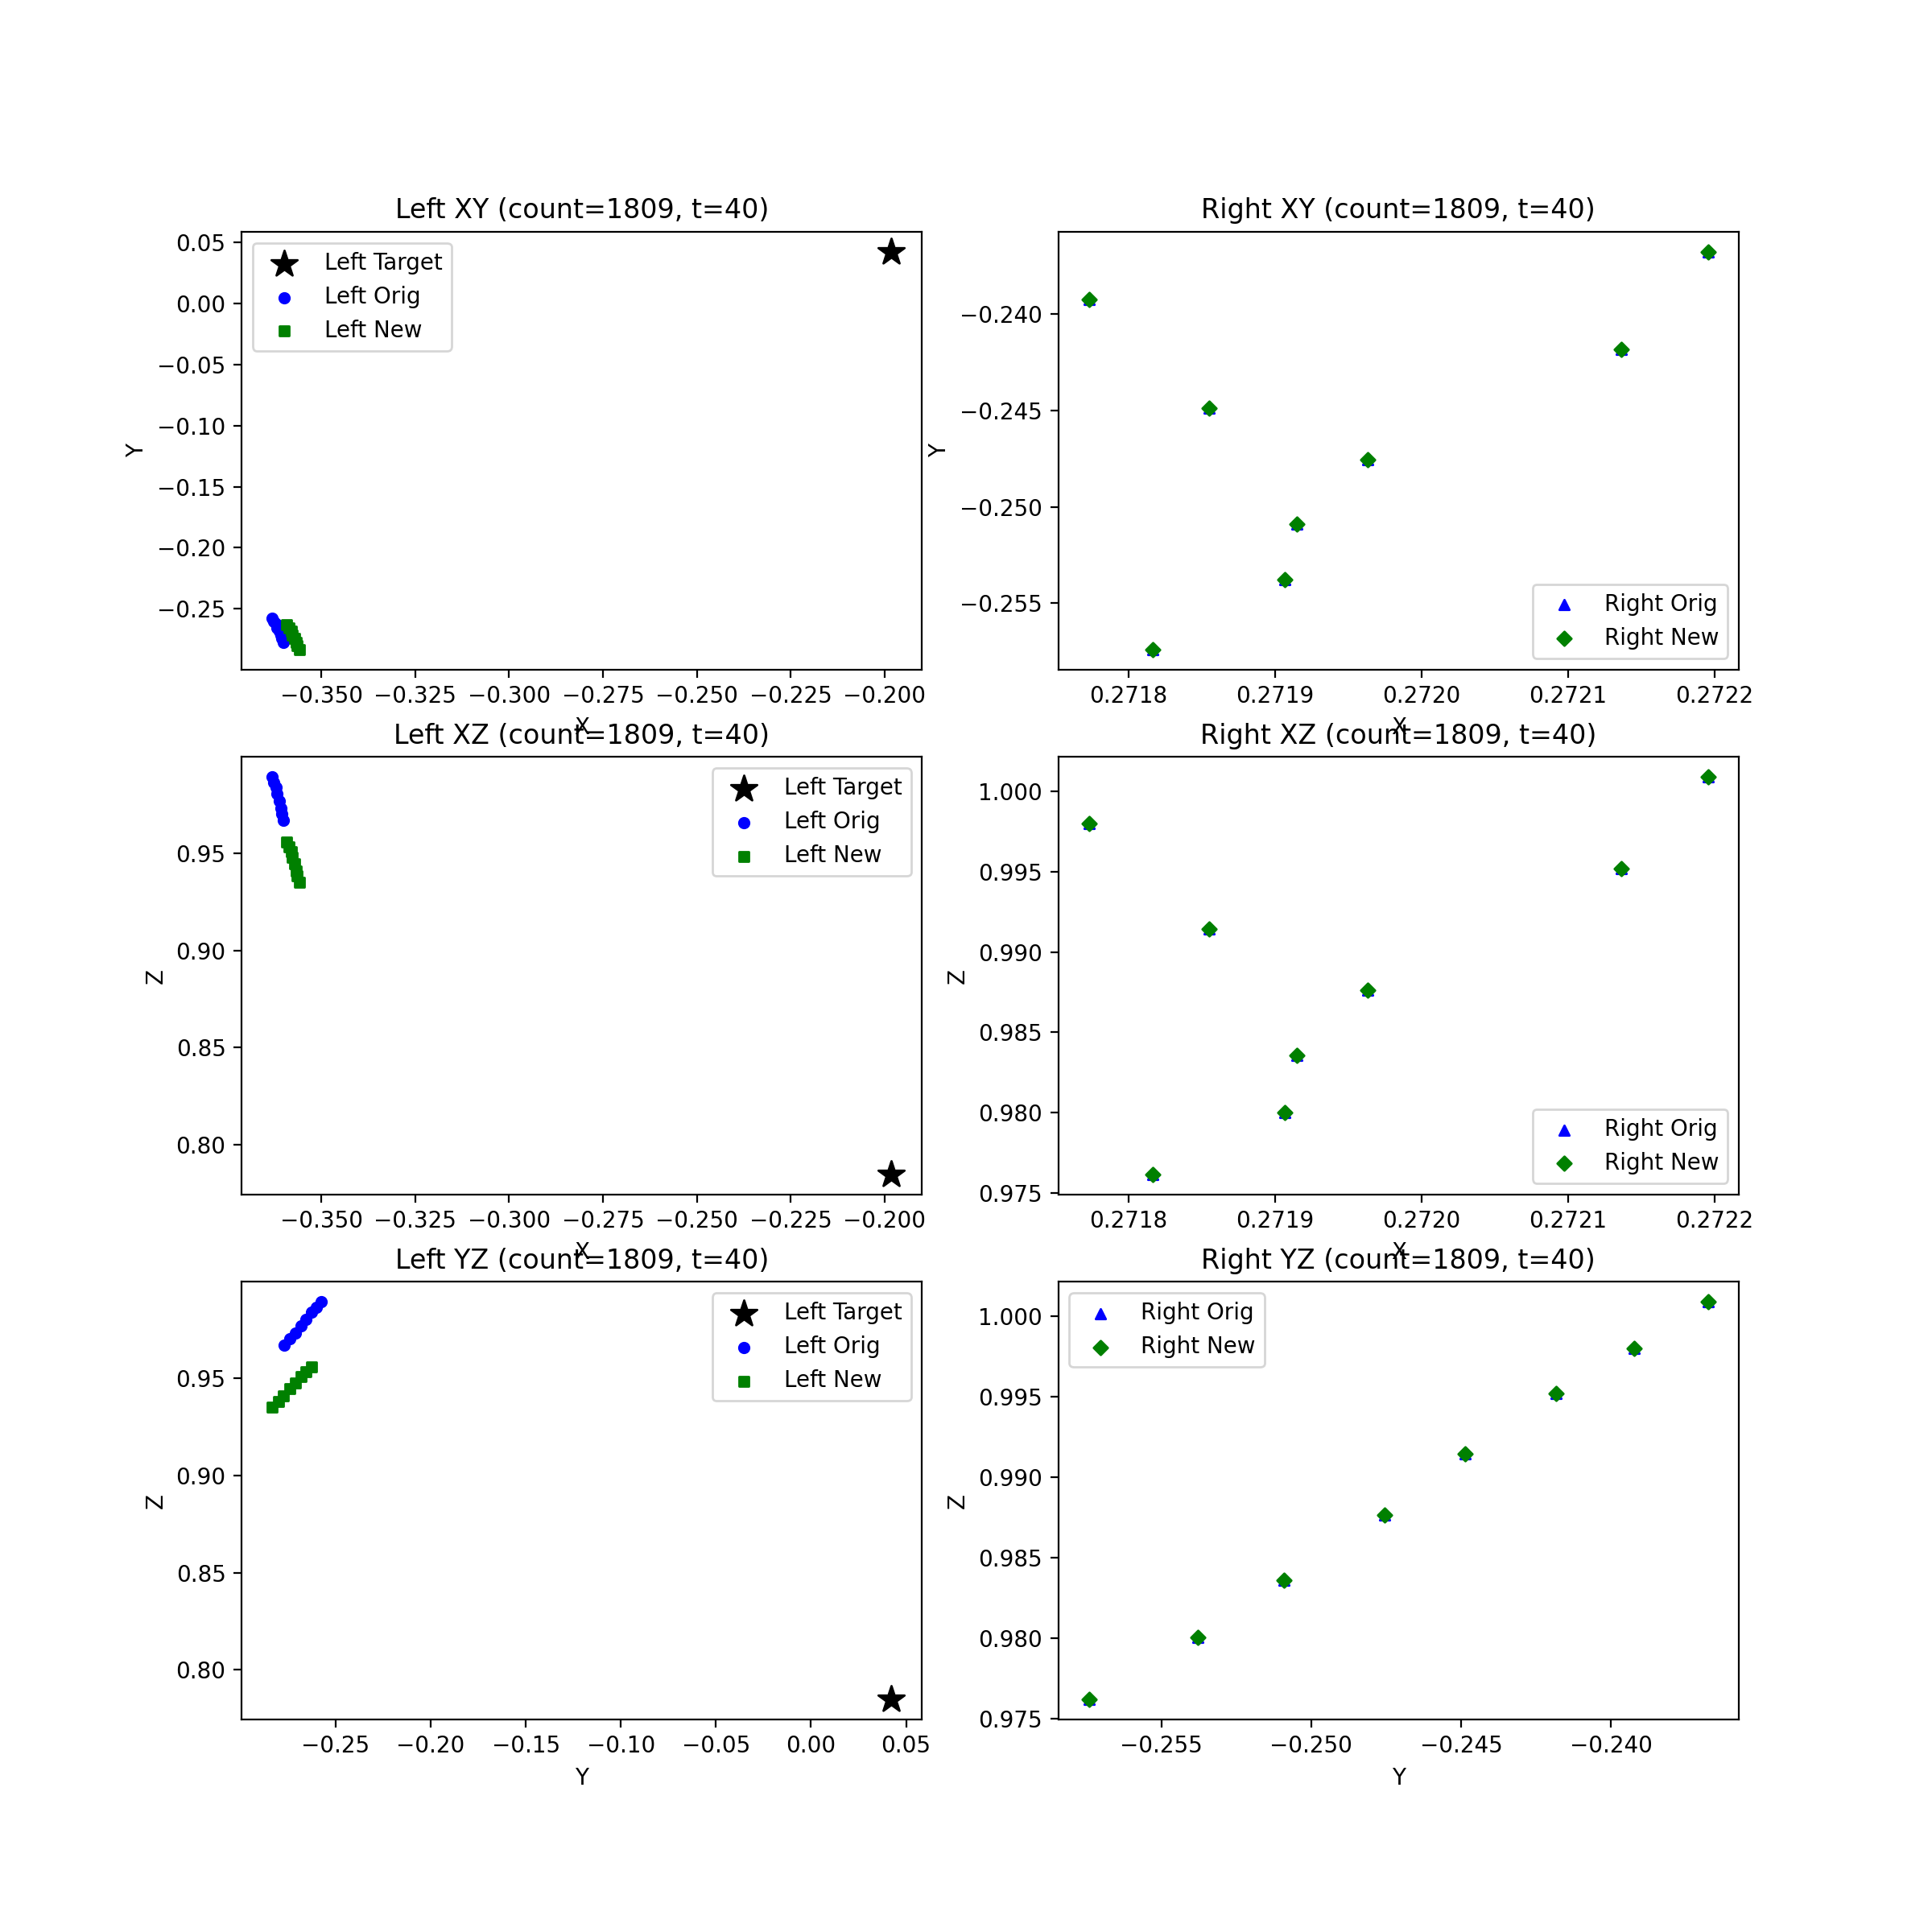 Left XY (count=1809, t=40)
Right XY (count=1809, t=40)
0.05
0.00
−0.05
−0.10
−0.15
−0.20
−0.25
Y
Left Target
Left Orig
Left New
−0.350 −0.325 −0.300 −0.275 −0.250 −0.225 −0.200
X
−0.240
−0.245
−0.250
−0.255
Y
Right Orig
Right New
0.2718 0.2719 0.2720 0.2721 0.2722
X
Left XZ (count=1809, t=40)
Right XZ (count=1809, t=40)
0.95
0.90
0.85
0.80
Z
Left Target
Left Orig
Left New
−0.350 −0.325 −0.300 −0.275 −0.250 −0.225 −0.200
X
1.000
0.995
0.990
0.985
0.980
0.975
Z
Right Orig
Right New
0.2718 0.2719 0.2720 0.2721 0.2722
X
Left YZ (count=1809, t=40)
Right YZ (count=1809, t=40)
0.95
0.90
0.85
0.80
Z
Left Target
Left Orig
Left New
−0.25 −0.20 −0.15 −0.10 −0.05 0.00 0.05
Y
1.000
0.995
0.990
0.985
0.980
0.975
Z
Right Orig
Right New
−0.255 −0.250 −0.245 −0.240
Y